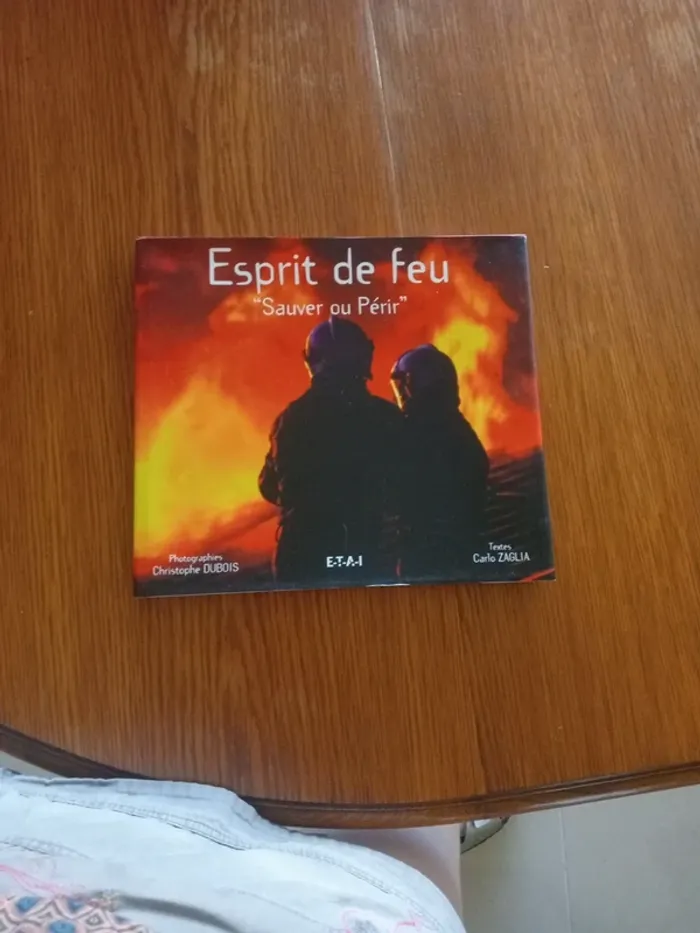 Esprit de feu
"Sauver ou Périr"
Photographies
Christophe DUBOIS
E-T-A-I
Textes
Carlo ZAGLIA